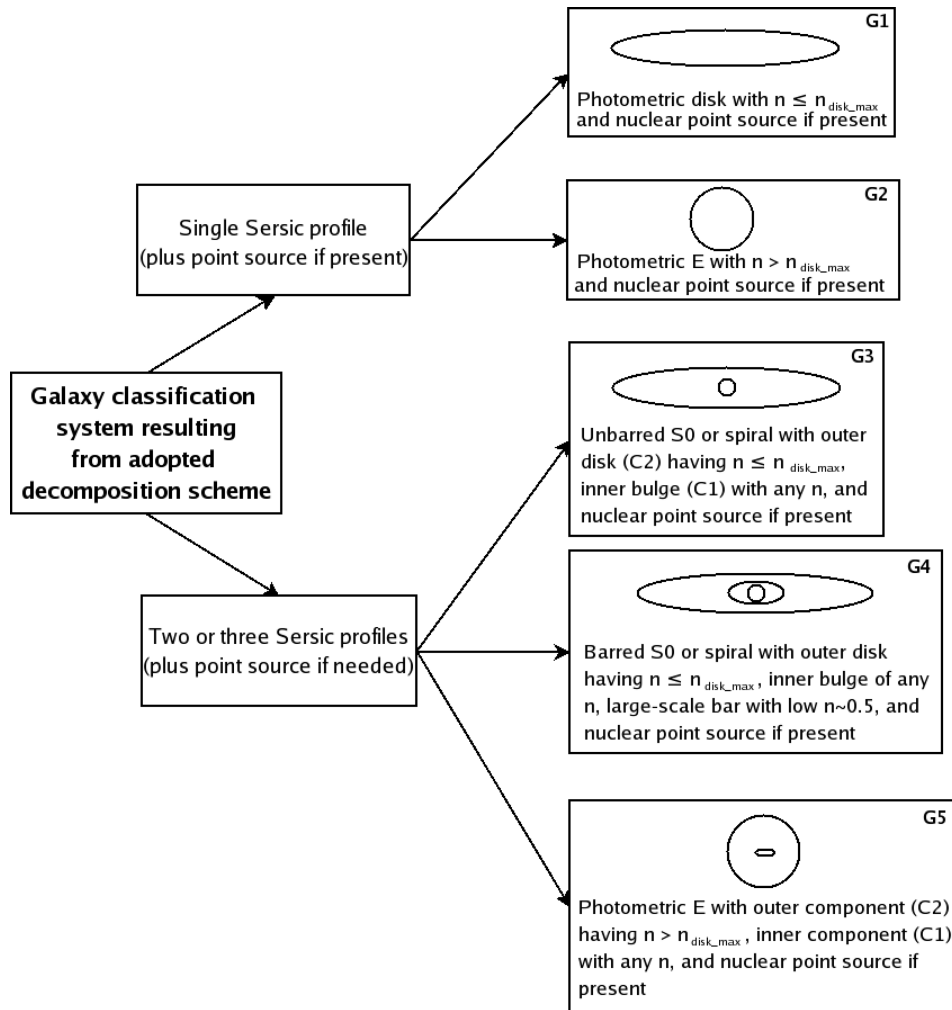 G1
Photometric disk with n ≤ n disk_max
and nuclear point source if present
G2
Photometric E with n > n disk_max
and nuclear point source if present
Single Sersic profile
(plus point source if present)
Galaxy classification
system resulting
from adopted
decomposition scheme
G3
Unbarred S0 or spiral with outer
disk (C2) having n ≤ n disk_max,
inner bulge (C1) with any n, and
nuclear point source if present
Two or three Sersic profiles
(plus point source if needed)
G4
Barred S0 or spiral with outer disk
having n ≤ n disk_max, inner bulge of any
n, large-scale bar with low n~0.5, and
nuclear point source if present
G5
Photometric E with outer component (C2)
having n > n disk_max, inner component (C1)
with any n, and nuclear point source if
present